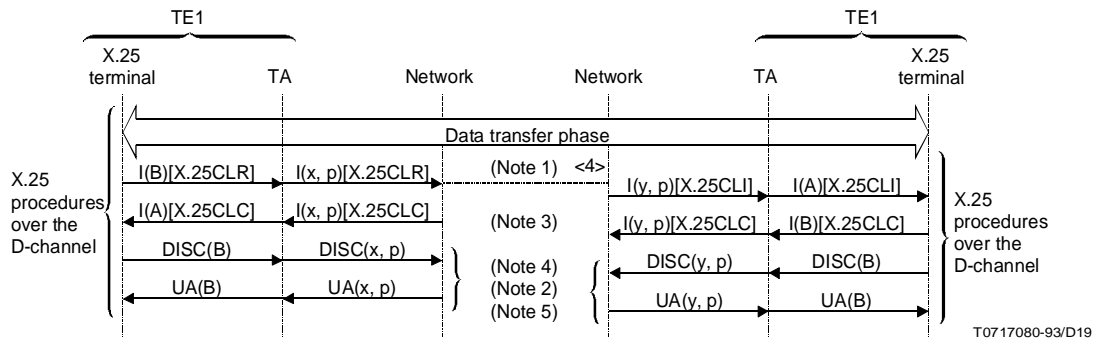 TE1 TE1
X.25 terminal TA Network Network TA X.25 terminal
Data transfer phase
X.25 procedures over the D-channel
I(B)[X.25CLR] I(x, p)[X.25CLR] (Note 1) <4>
I(y, p)[X.25CLI] I(A)[X.25CLI]
I(A)[X.25CLC] I(x, p)[X.25CLC] (Note 3) I(y, p)[X.25CLC] I(B)[X.25CLC]
DISC(B) DISC(x, p) (Note 4) DISC(y, p) DISC(B)
(Note 2)
UA(B) UA(x, p) (Note 5) UA(y, p) UA(B)
X.25 procedures over the D-channel
T0717080-93/D19